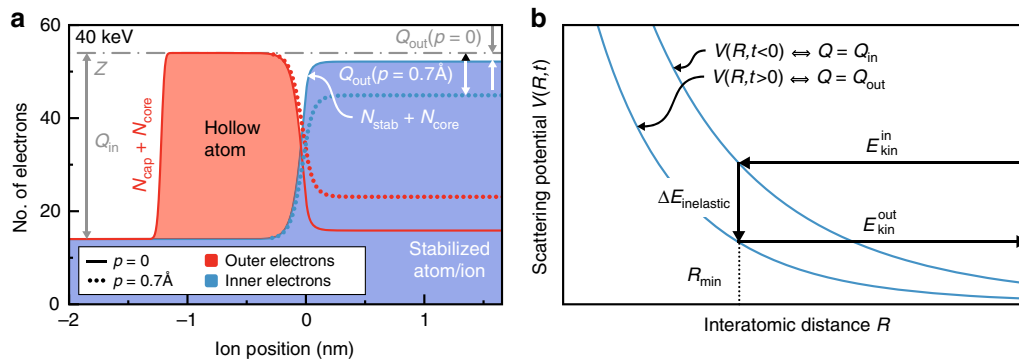 a
60
40
20
0
No. of electrons
40 keV
Z
Q_in
N_cap + N_core
Hollow
atom
Q_out(p = 0)
Q_out(p = 0.7Å)
N_stab + N_core
Stabilized
atom/ion
p = 0
p = 0.7Å
Outer electrons
Inner electrons
−2
−1
0
1
Ion position (nm)
b
Scattering potential V(R,t)
V(R,t<0) ⇔ Q = Q_in
V(R,t>0) ⇔ Q = Q_out
E_kin^in
ΔE_inelastic
E_kin^out
R_min
Interatomic distance R